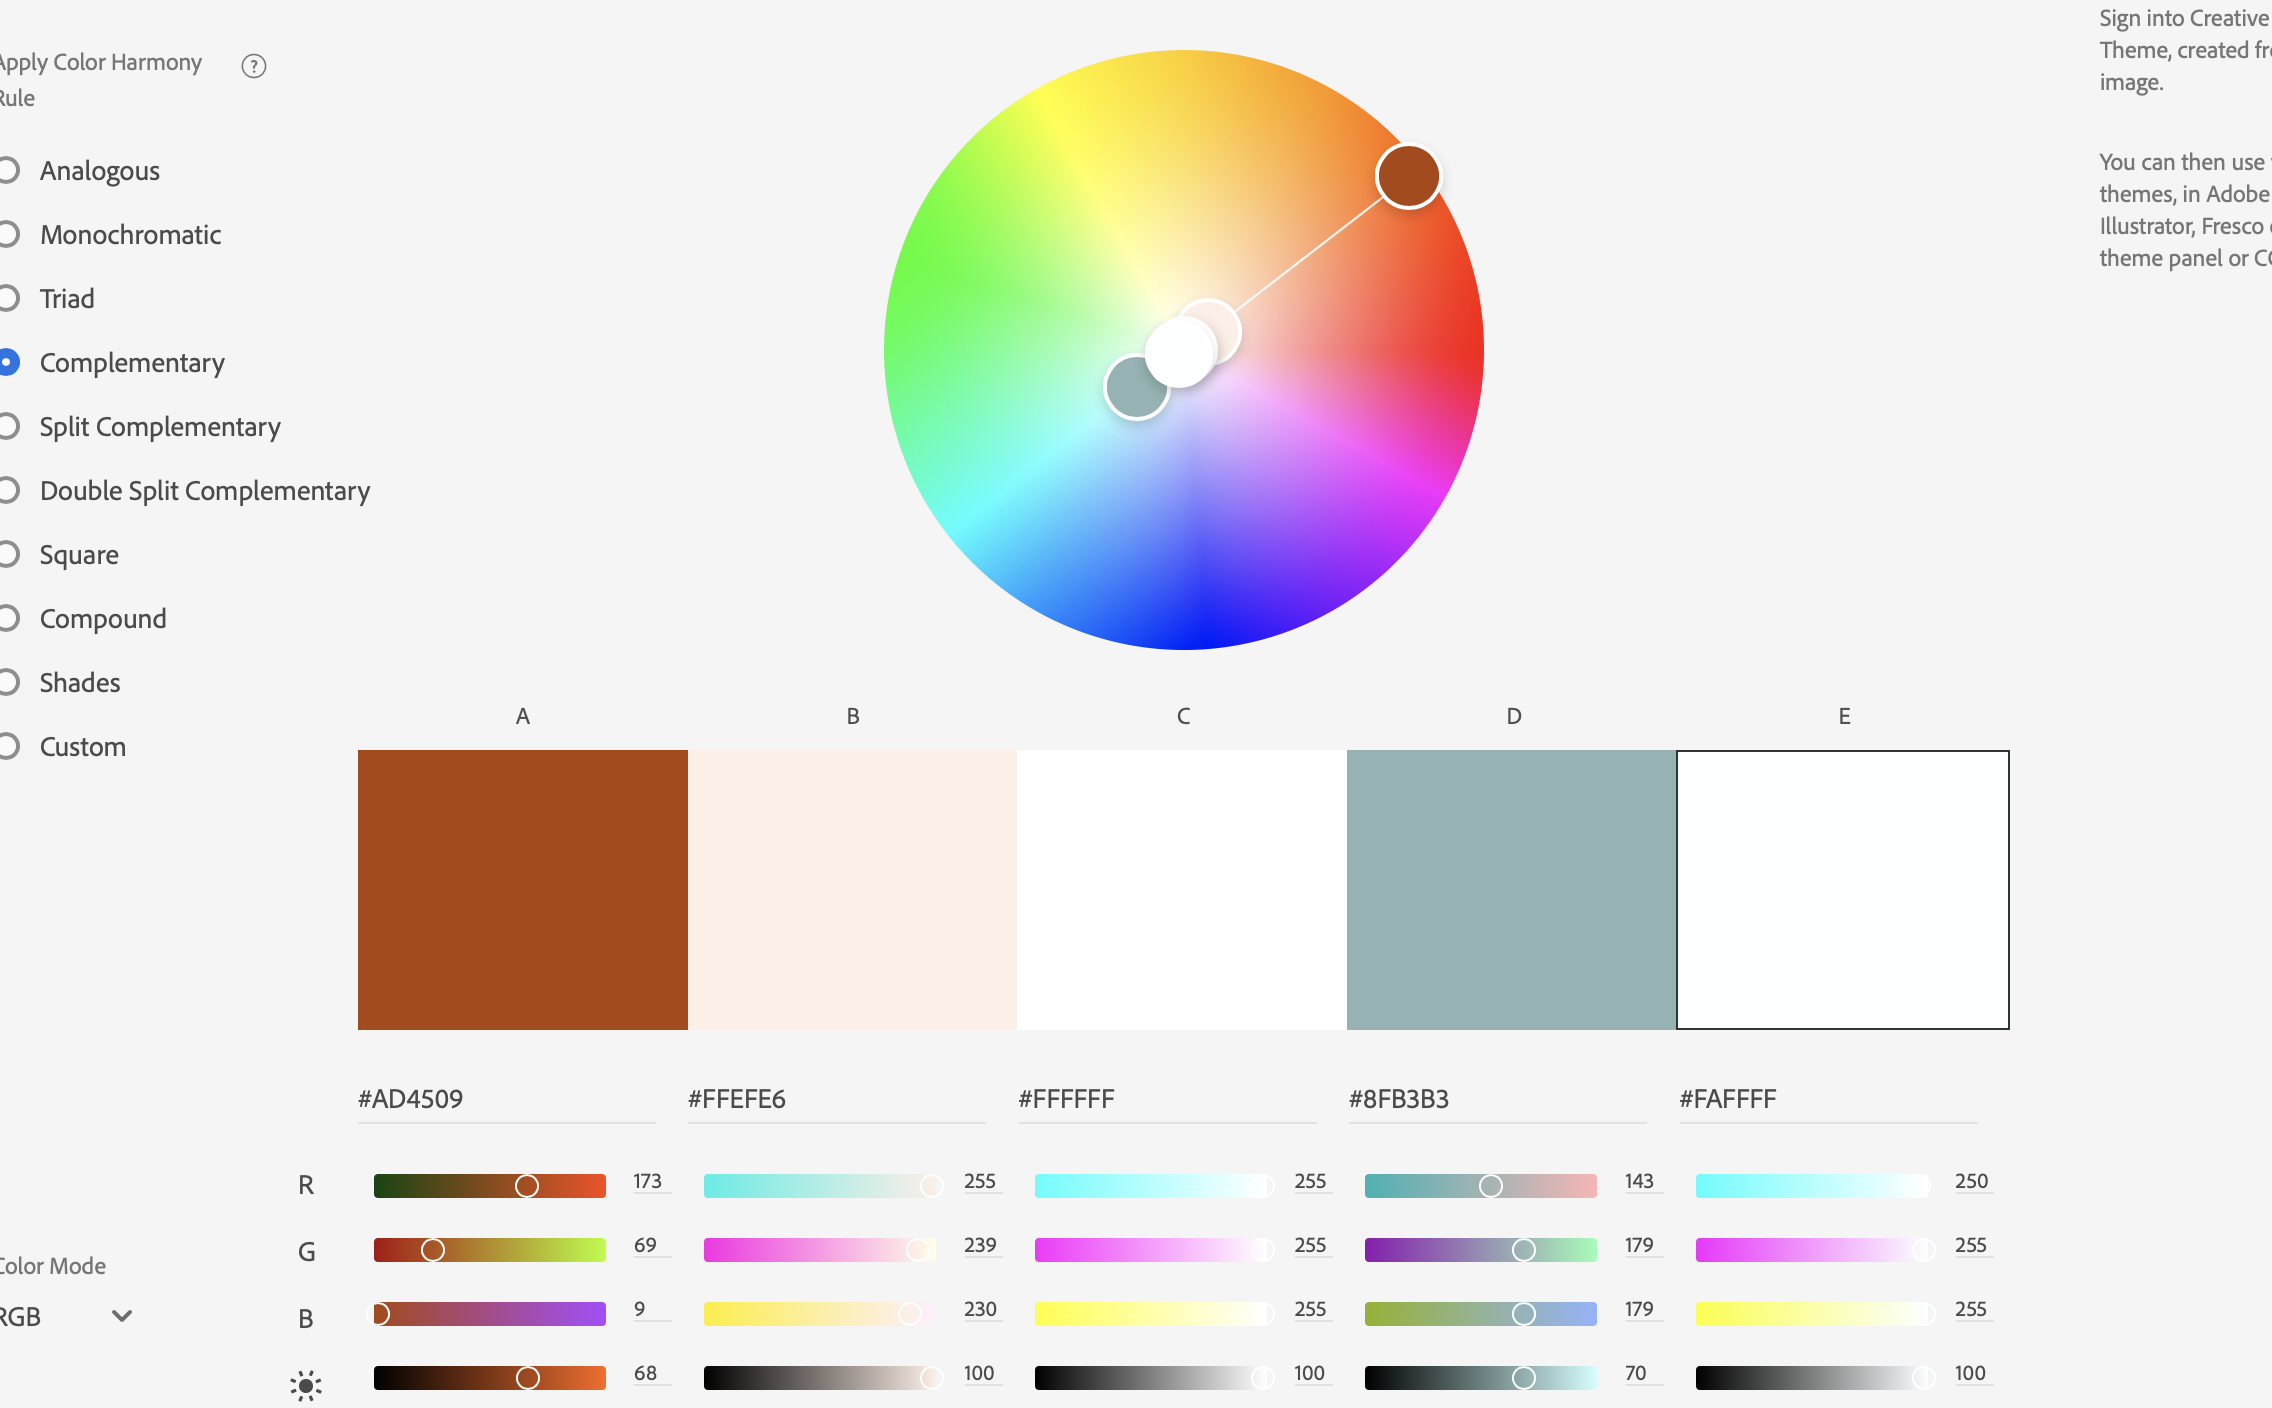 Apply Color Harmony
Rule
?
Analogous
Monochromatic
Triad
Complementary
Split Complementary
Double Split Complementary
Square
Compound
Shades
Custom
Sign into Creative
Theme, created
image.
You can then use
themes, in Adobe
Illustrator, Fresco
theme panel or
A B C D E
#AD4509 #FFEFE6 #FFFFFF #8FB3B3 #FAFFFF
R 173 255 255 143 250
G 69 239 255 179 255
B 9 230 255 179 255
68 100 100 70 100
Color Mode
RGB